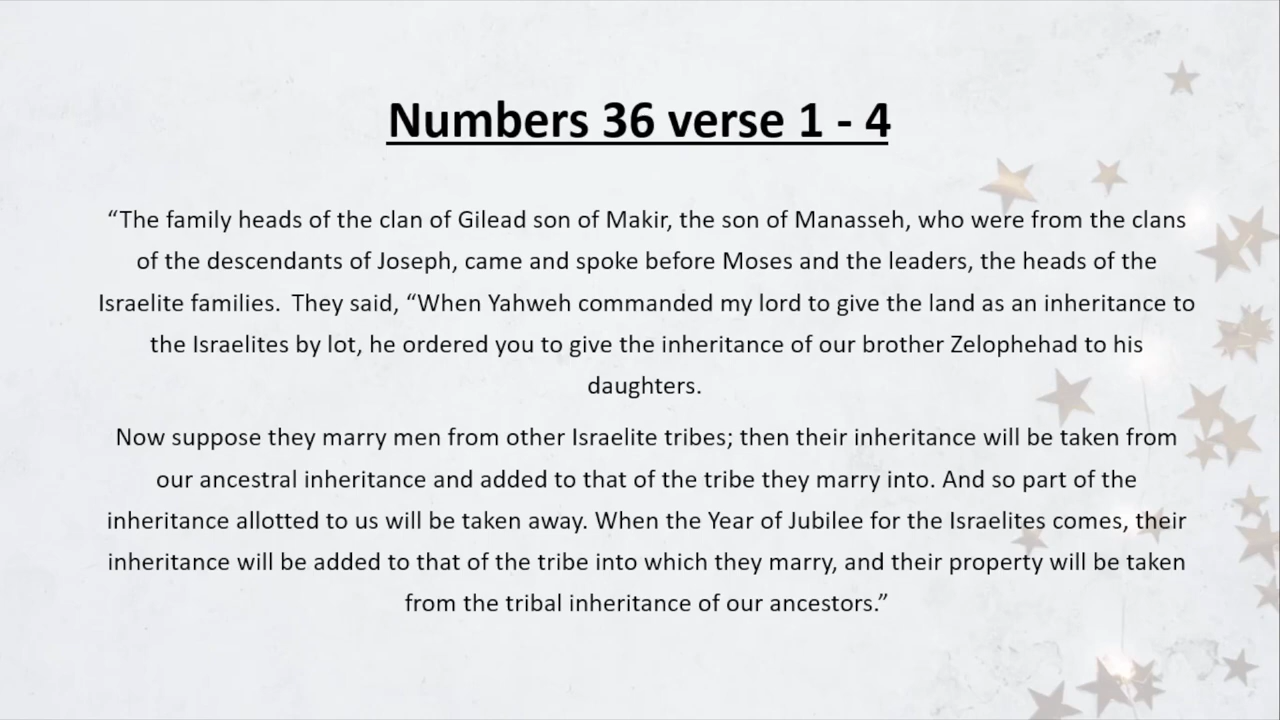 Numbers 36 verse 1 - 4
“The family heads of the clan of Gilead son of Makir, the son of Manasseh, who were from the clans
of the descendants of Joseph, came and spoke before Moses and the leaders, the heads of the
Israelite families.  They said, “When Yahweh commanded my lord to give the land as an inheritance to
the Israelites by lot, he ordered you to give the inheritance of our brother Zelophehad to his
daughters.
Now suppose they marry men from other Israelite tribes; then their inheritance will be taken from
our ancestral inheritance and added to that of the tribe they marry into. And so part of the
inheritance allotted to us will be taken away. When the Year of Jubilee for the Israelites comes, their
inheritance will be added to that of the tribe into which they marry, and their property will be taken
from the tribal inheritance of our ancestors.”